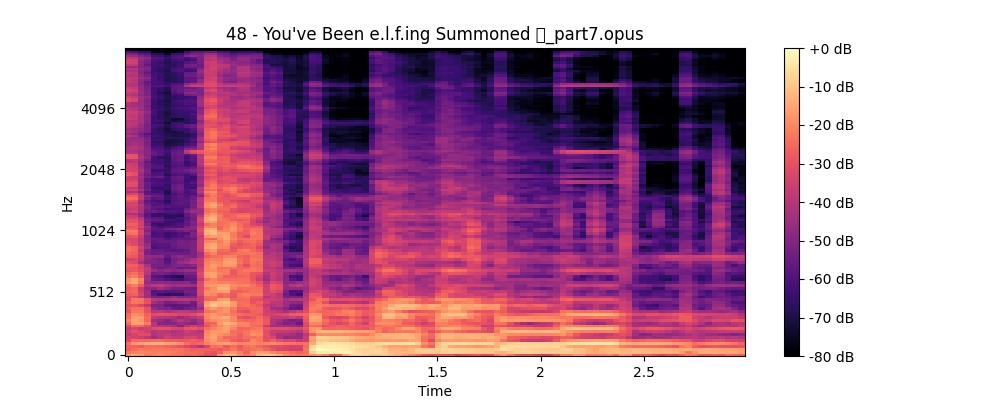 48 - You've Been e.l.f.ing Summoned _part7.opus
+0 dB
-10 dB
-20 dB
-30 dB
-40 dB
-50 dB
-60 dB
-70 dB
-80 dB
4096
2048
1024
512
0
Hz
0
0.5
1
1.5
2
2.5
Time